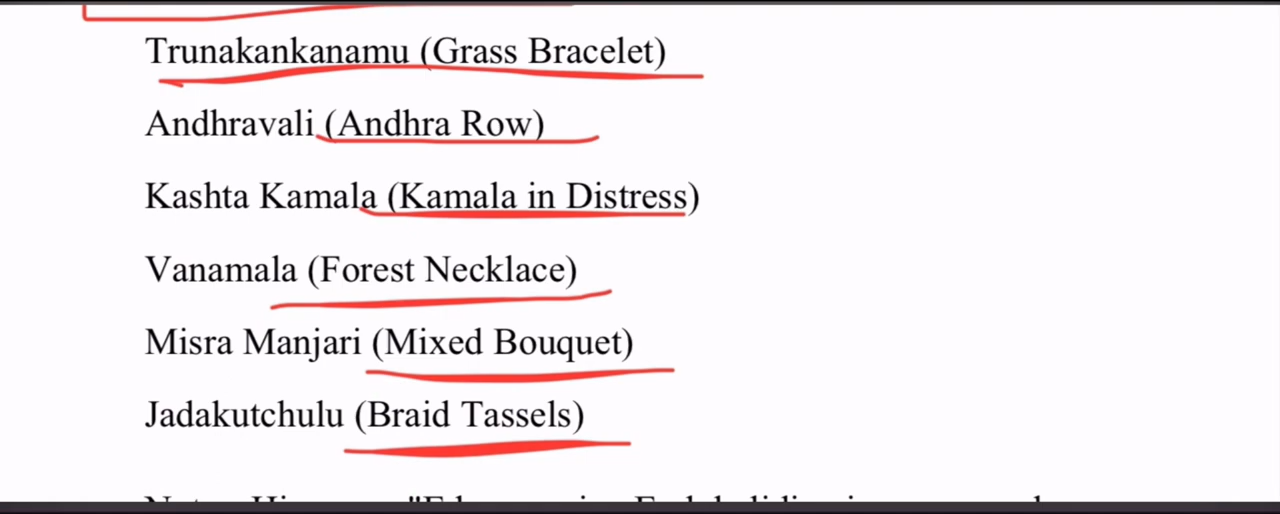 Trunakankanamu (Grass Bracelet)
Andhravali (Andhra Row)
Kashta Kamala (Kamala in Distress)
Vanamala (Forest Necklace)
Misra Manjari (Mixed Bouquet)
Jadakutchulu (Braid Tassels)